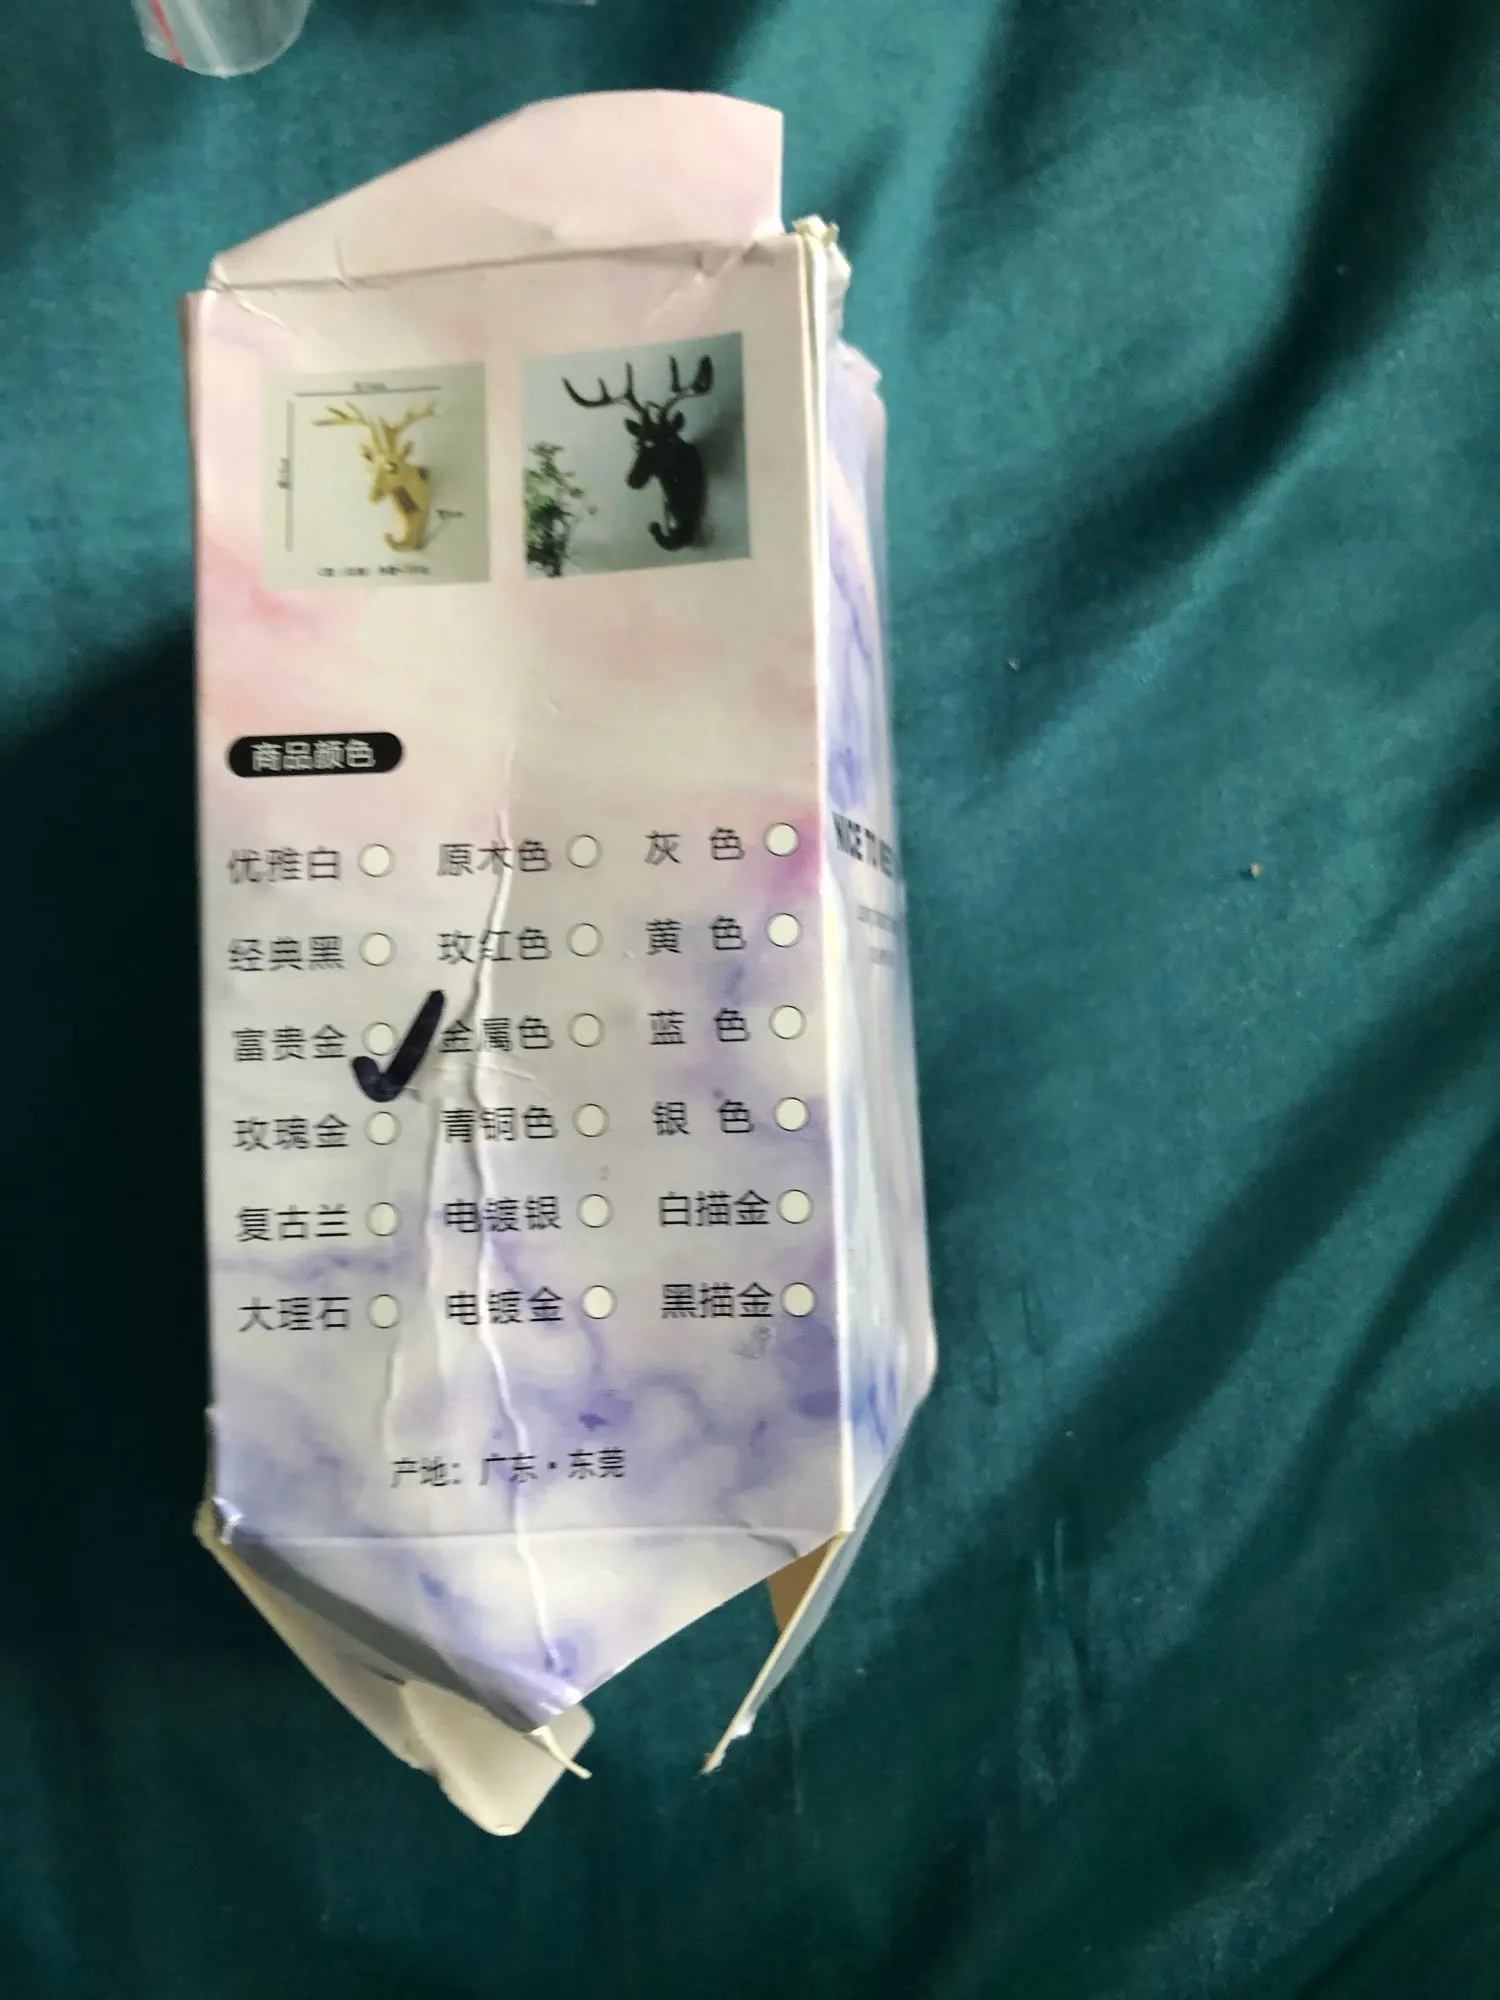 商品颜色
优雅白 原木色 灰 色
经典黑 玫红色 黄 色
富贵金 金属色 蓝 色
玫瑰金 青铜色 银 色
复古兰 电镀银 白描金
大理石 电镀金 黑描金
产地：广东·东莞
NICE TO